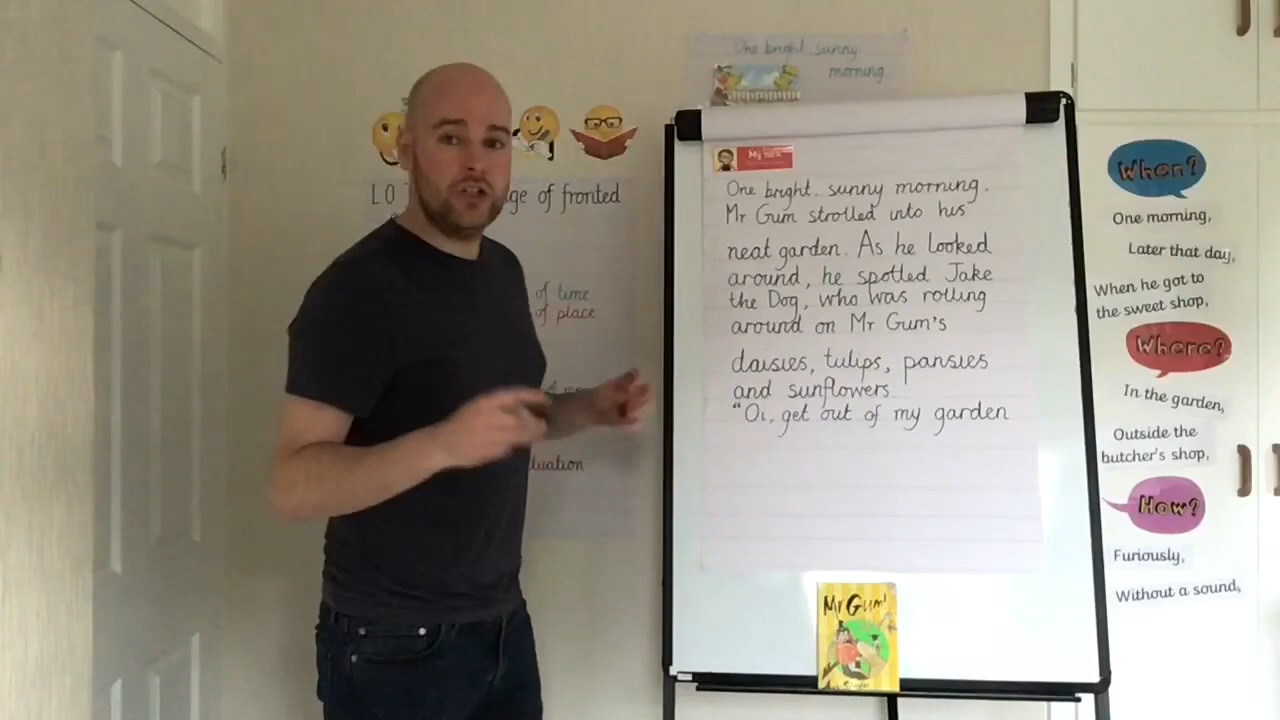 One bright, sunny
morning,
L O
ge of fronted
of time
of place
luation
My turn
One bright, sunny morning,
Mr Gum strolled into his
neat garden. As he looked
around, he spotted Jake
the Dog, who was rolling
around on Mr Gum's
daisies, tulips, pansies
and sunflowers.
"Oi, get out of my garden
Mr Gum!
When?
One morning,
Later that day,
When he got to
the sweet shop,
Where?
In the garden,
Outside the
butcher's shop,
How?
Furiously,
Without a sound,